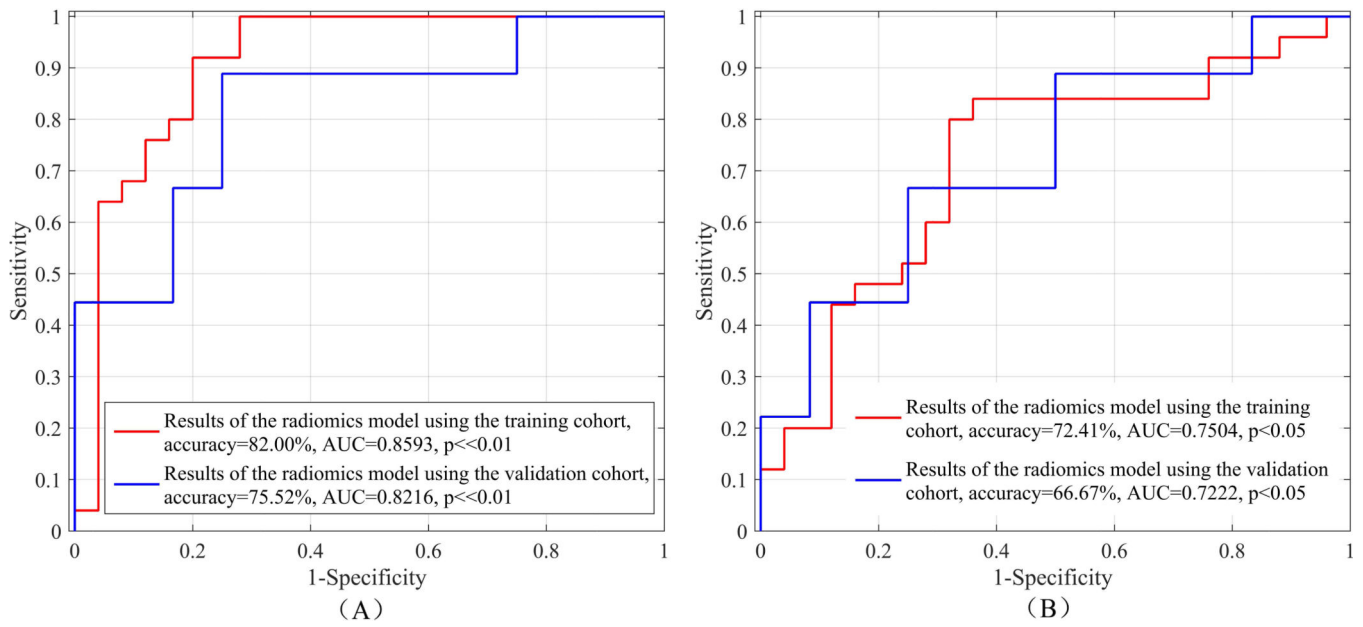 1
0.9
0.8
0.7
0.6
0.5
0.4
0.3
0.2
0.1
0
Sensitivity
Results of the radiomics model using the training cohort,
accuracy=82.00%, AUC=0.8593, p<<0.01
Results of the radiomics model using the validation cohort,
accuracy=75.52%, AUC=0.8216, p<<0.01
0 0.2 0.4 0.6 0.8 1
1-Specificity
（A）
1
0.9
0.8
0.7
0.6
0.5
0.4
0.3
0.2
0.1
0
Sensitivity
Results of the radiomics model using the training
cohort, accuracy=72.41%, AUC=0.7504, p<0.05
Results of the radiomics model using the validation
cohort, accuracy=66.67%, AUC=0.7222, p<0.05
0 0.2 0.4 0.6 0.8 1
1-Specificity
（B）